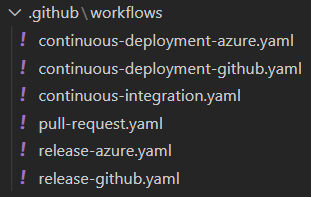 .github\workflows
! continuous-deployment-azure.yaml
! continuous-deployment-github.yaml
! continuous-integration.yaml
! pull-request.yaml
! release-azure.yaml
! release-github.yaml